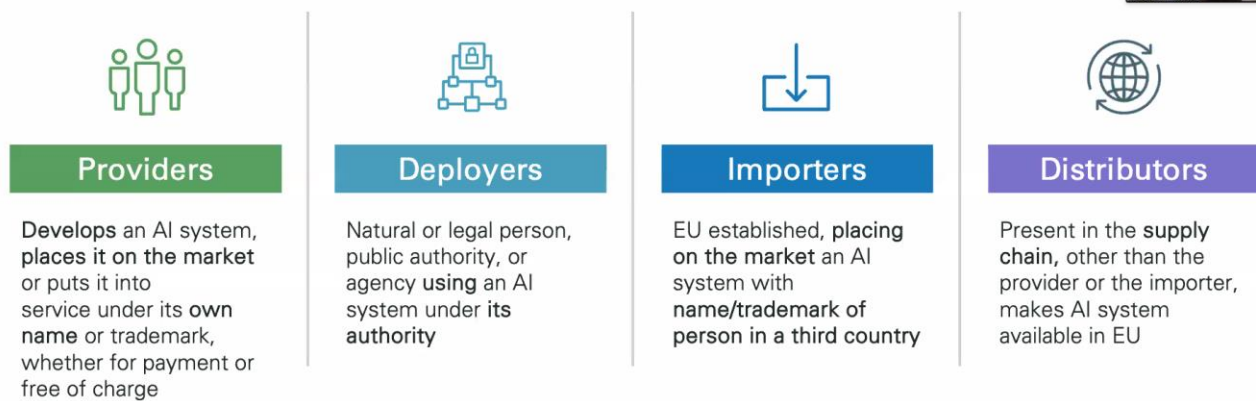 Providers
Develops an AI system,
places it on the market
or puts it into
service under its own
name or trademark,
whether for payment or
free of charge
Deployers
Natural or legal person,
public authority, or
agency using an AI
system under its
authority
Importers
EU established, placing
on the market an AI
system with
name/trademark of
person in a third country
Distributors
Present in the supply
chain, other than the
provider or the importer,
makes AI system
available in EU